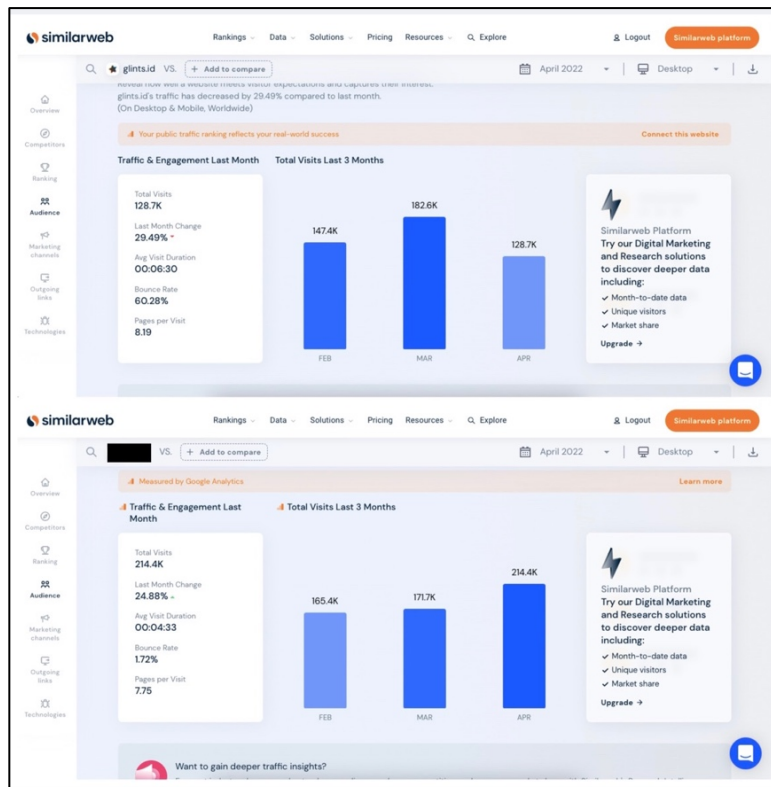 similarweb
Rankings Data Solutions Pricing Resources Explore
Logout Similarweb platform
glints.id VS. + Add to compare
April 2022 Desktop
Reveal how well a website meets visitor expectations and captures their interest.
glints.id's traffic has decreased by 29.49% compared to last month.
(On Desktop & Mobile, Worldwide)
Overview
Competitors
Ranking
Audience
Marketing channels
Outgoing links
Technologies
Your public traffic ranking reflects your real-world success Connect this website
Traffic & Engagement Last Month
Total Visits
128.7K
Last Month Change
29.49%
Avg Visit Duration
00:06:30
Bounce Rate
60.28%
Pages per Visit
8.19
Total Visits Last 3 Months
147.4K
182.6K
128.7K
FEB MAR APR
Similarweb Platform
Try our Digital Marketing
and Research solutions
to discover deeper data
including:
✓ Month-to-date data
✓ Unique visitors
✓ Market share
Upgrade →
similarweb
Rankings Data Solutions Pricing Resources Explore
Logout Similarweb platform
VS. + Add to compare
April 2022 Desktop
Overview
Competitors
Ranking
Audience
Marketing channels
Outgoing links
Technologies
Measured by Google Analytics Learn more
Traffic & Engagement Last
Month
Total Visits
214.4K
Last Month Change
24.88%
Avg Visit Duration
00:04:33
Bounce Rate
1.72%
Pages per Visit
7.75
Total Visits Last 3 Months
165.4K
171.7K
214.4K
FEB MAR APR
Similarweb Platform
Try our Digital Marketing
and Research solutions
to discover deeper data
including:
✓ Month-to-date data
✓ Unique visitors
✓ Market share
Upgrade →
Want to gain deeper traffic insights?